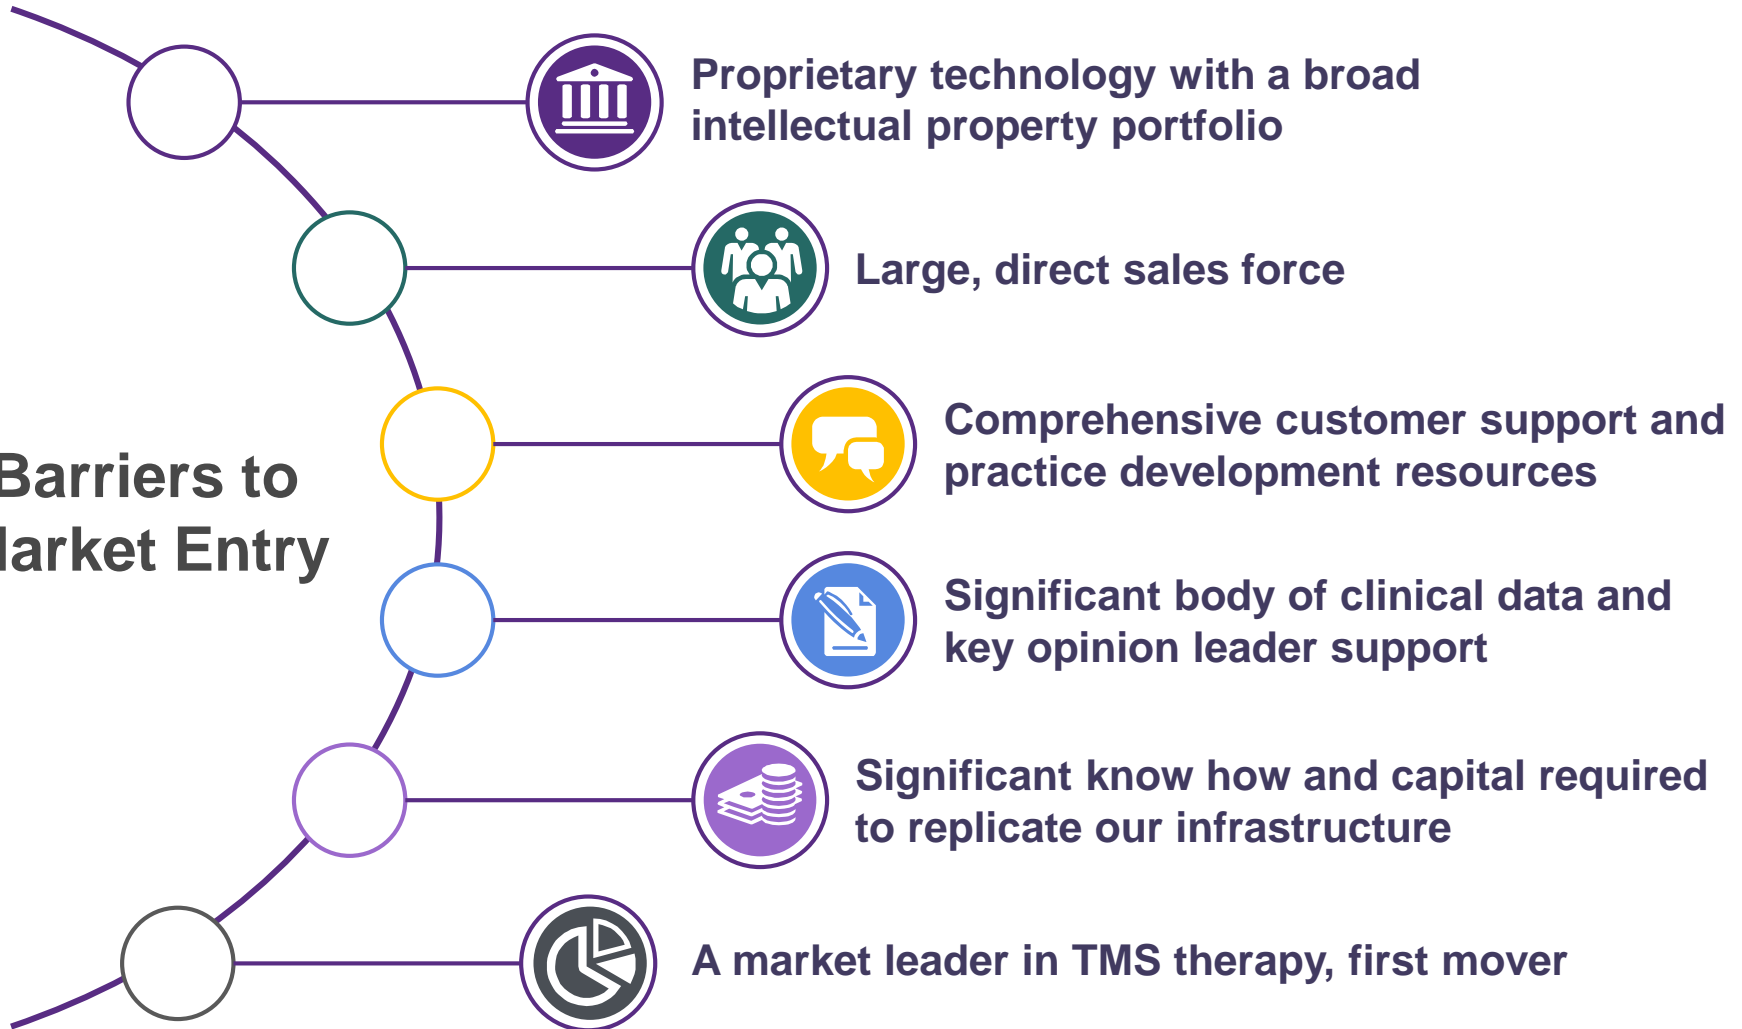 Proprietary technology with a broad
intellectual property portfolio
Large, direct sales force
Comprehensive customer support and
practice development resources
Barriers to
Market Entry
Significant body of clinical data and
key opinion leader support
Significant know how and capital required
to replicate our infrastructure
A market leader in TMS therapy, first mover